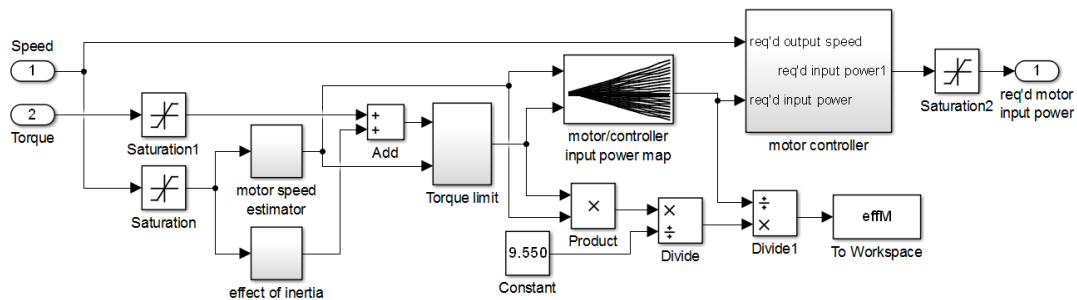 Speed
1
2
Torque
Saturation1
Saturation
motor speed
estimator
effect of inertia
+
+
Add
Torque limit
motor/controller
input power map
×
Product
9.550
Constant
×
÷
Divide
÷
×
Divide1
effM
To Workspace
req'd output speed
req'd input power1
req'd input power
motor controller
Saturation2
1
req'd motor
input power